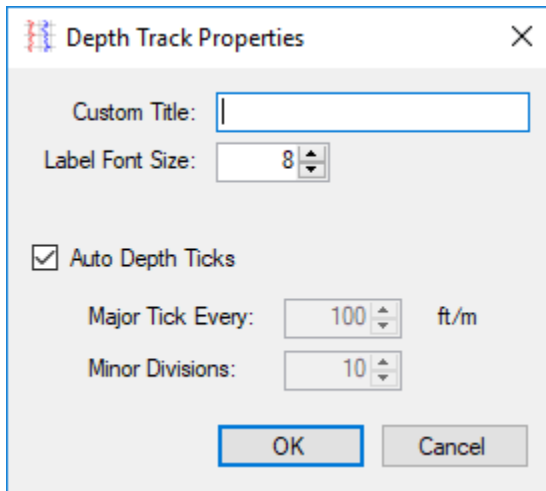 Depth Track Properties
Custom Title:
Label Font Size: 8
Auto Depth Ticks
Major Tick Every: 100 ft/m
Minor Divisions: 10
OK Cancel